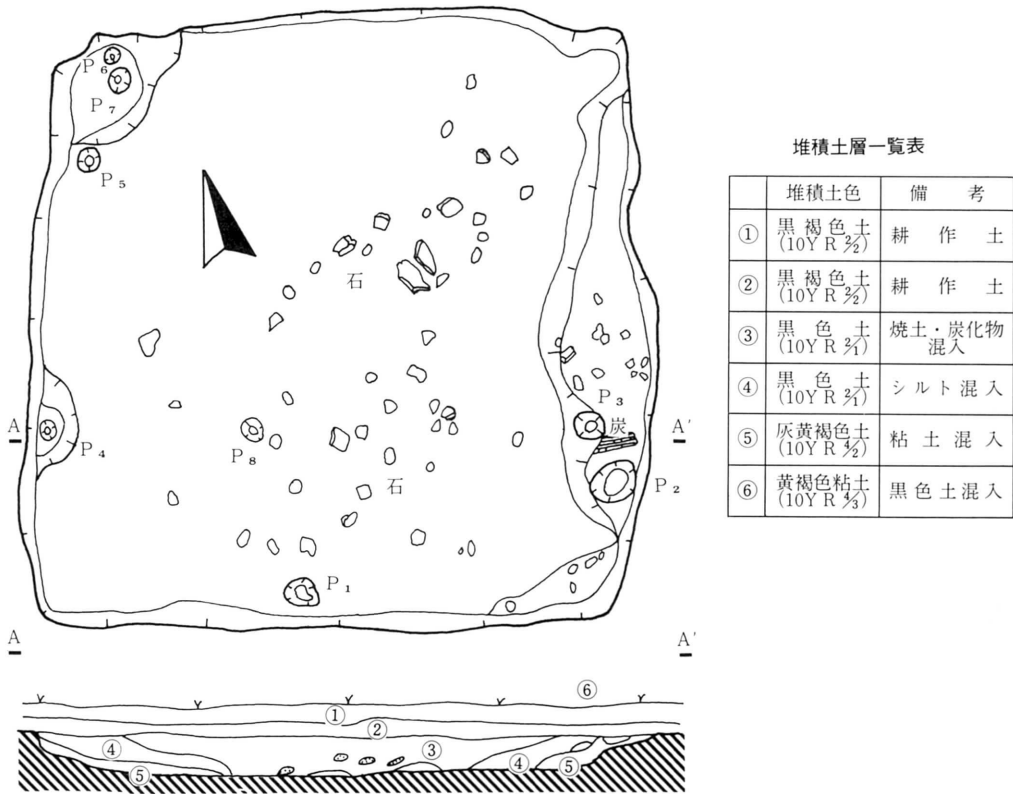 P6
P7
P5
石
A
P4
P8
石
P3
炭
A'
P2
P1
A
A'
⑥
①
②
④
③
④
⑤
⑤
堆積土層一覧表
堆積土色 備考
① 黒褐色土 耕作土
(10YR 2/2)
② 黒褐色土 耕作土
(10YR 2/2)
③ 黒色土 焼土・炭化物
(10YR 2/1) 混入
④ 黒色土 シルト混入
(10YR 2/1)
⑤ 灰黄褐色土 粘土混入
(10YR 4/2)
⑥ 黄褐色粘土 黒色土混入
(10YR 4/3)